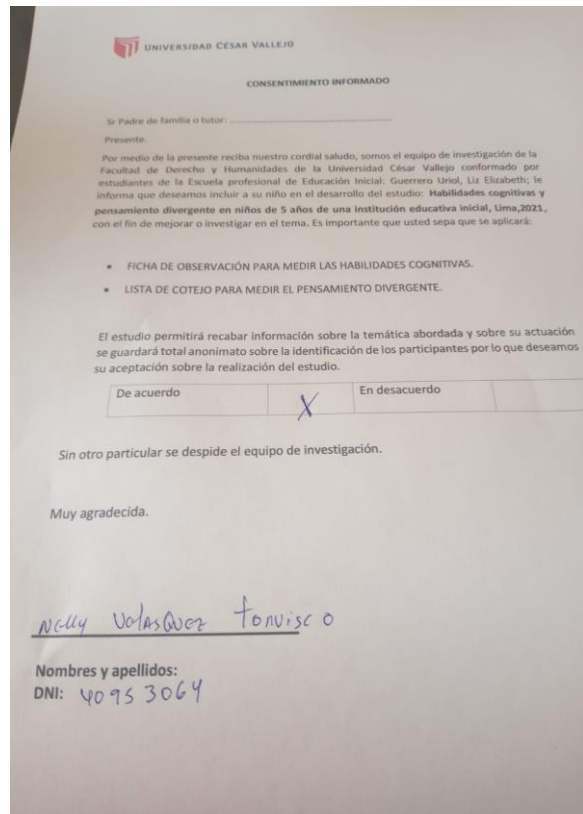 UNIVERSIDAD CÉSAR VALLEJO
CONSENTIMIENTO INFORMADO
Sr Padre de familia o tutor:
Presente.
Por medio de la presente reciba nuestro cordial saludo, somos el equipo de investigación de la
Facultad de Derecho y Humanidades de la Universidad César Vallejo conformado por
estudiantes de la Escuela profesional de Educación Inicial: Guerrero Uriol, Liz Elizabeth; le
informa que deseamos incluir a su niño en el desarrollo del estudio: Habilidades cognitivas y
pensamiento divergente en niños de 5 años de una institución educativa inicial, Lima,2021,
con el fin de mejorar o investigar en el tema. Es importante que usted sepa que se aplicará:
• FICHA DE OBSERVACIÓN PARA MEDIR LAS HABILIDADES COGNITIVAS.
• LISTA DE COTEJO PARA MEDIR EL PENSAMIENTO DIVERGENTE.
El estudio permitirá recabar información sobre la temática abordada y sobre su actuación
se guardará total anonimato sobre la identificación de los participantes por lo que deseamos
su aceptación sobre la realización del estudio.
De acuerdo X En desacuerdo
Sin otro particular se despide el equipo de investigación.
Muy agradecida.
Nelly VelAsQuez Tonvisco
Nombres y apellidos:
DNI: 40953064